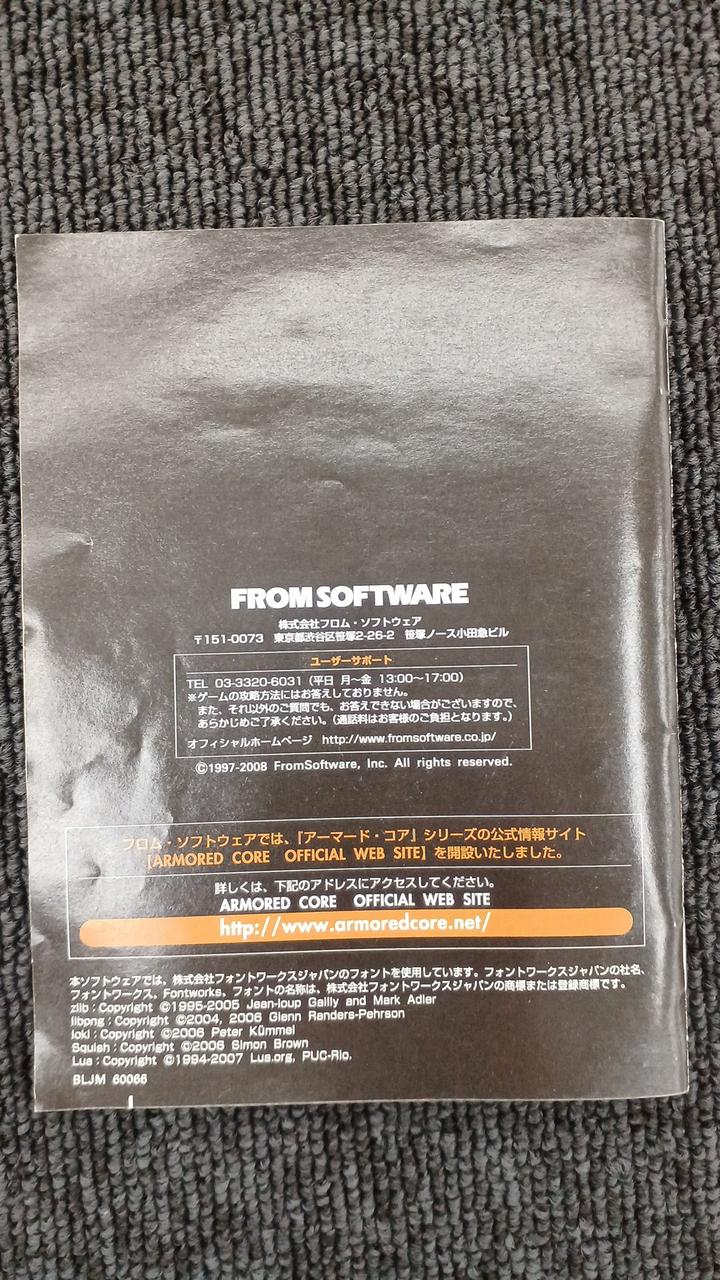 FROMSOFTWARE
株式会社フロム・ソフトウェア
〒151-0073　東京都渋谷区笹塚2-26-2　笹塚ノース小田急ビル
ユーザーサポート
TEL 03-3320-6031（平日 月〜金 13:00〜17:00）
※ゲームの攻略方法にはお答えしておりません。
また、それ以外のご質問でも、お答えできない場合がございますので、
あらかじめご了承ください。（通話料はお客様のご負担となります。）
オフィシャルホームページ　http://www.fromsoftware.co.jp/
©1997-2008 FromSoftware, Inc. All rights reserved.
フロム・ソフトウェアでは、『アーマード・コア』シリーズの公式情報サイト
【ARMORED CORE　OFFICIAL WEB SITE】を開設いたしました。
詳しくは、下記のアドレスにアクセスしてください。
ARMORED CORE　OFFICIAL WEB SITE
http://www.armoredcore.net/
本ソフトウェアでは、株式会社フォントワークスジャパンのフォントを使用しています。フォントワークスジャパンの社名、
フォントワークス、Fontworks、フォントの名称は、株式会社フォントワークスジャパンの商標または登録商標です。
zlib：Copyright ©1995-2005 Jean-loup Gailly and Mark Adler
libpng：Copyright ©2004, 2006 Glenn Randers-Pehrson
loki：Copyright ©2006 Peter Kümmel
Squish：Copyright ©2006 Simon Brown
Lua：Copyright ©1994-2007 Lua.org, PUC-Rio.
BLJM 60066